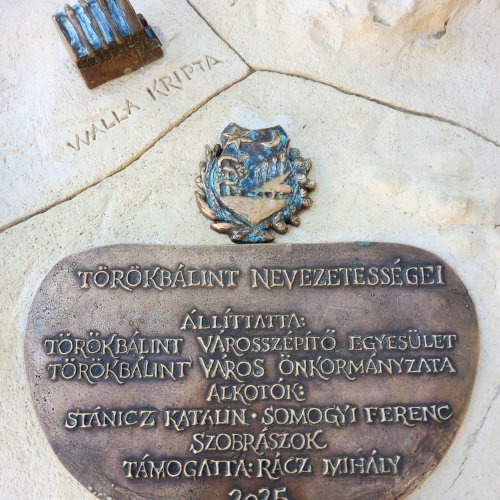 WALLA KRIPTA
TÖRÖKBÁLINT NEVEZETESSÉGEI
ÁLLÍTTATTA:
TÖRÖKBÁLINT VÁROSSZÉPÍTŐ EGYESÜLET
TÖRÖKBÁLINT VÁROS ÖNKORMÁNYZATA
ALKOTÓK:
STÁNICZ KATALIN • SOMOGYI FERENC
SZOBRÁSZOK
TÁMOGATTA: RÁCZ MIHÁLY
2025